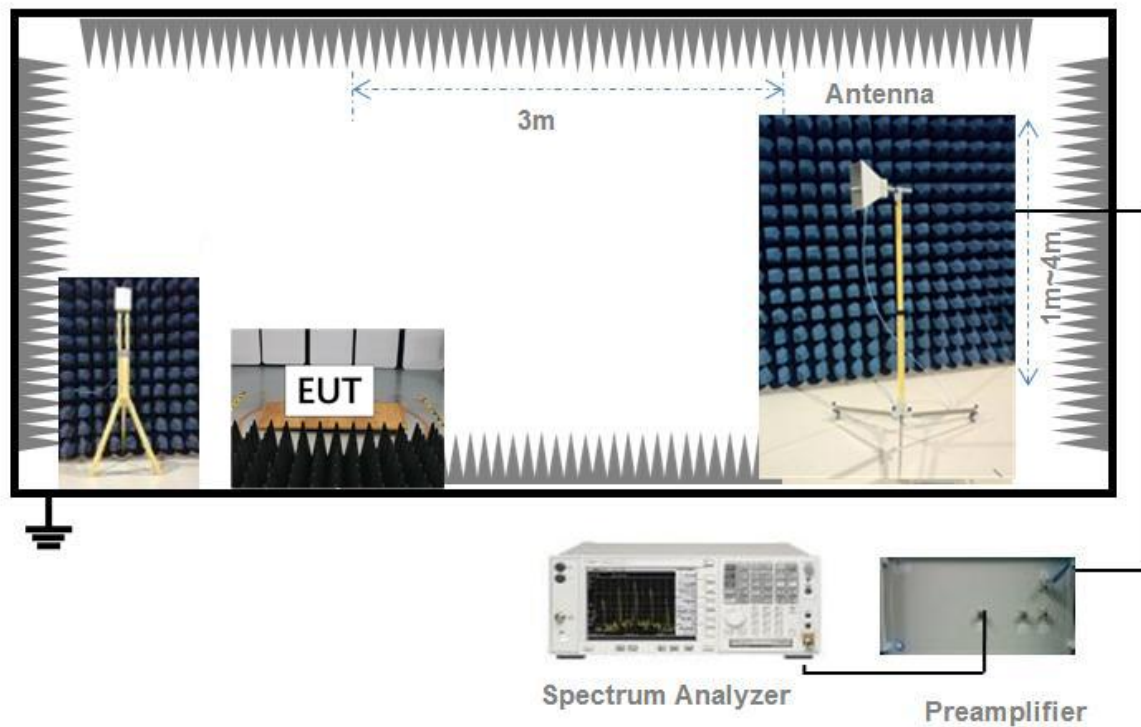 Antenna
3m
1m~4m
EUT
Spectrum Analyzer
Preamplifier